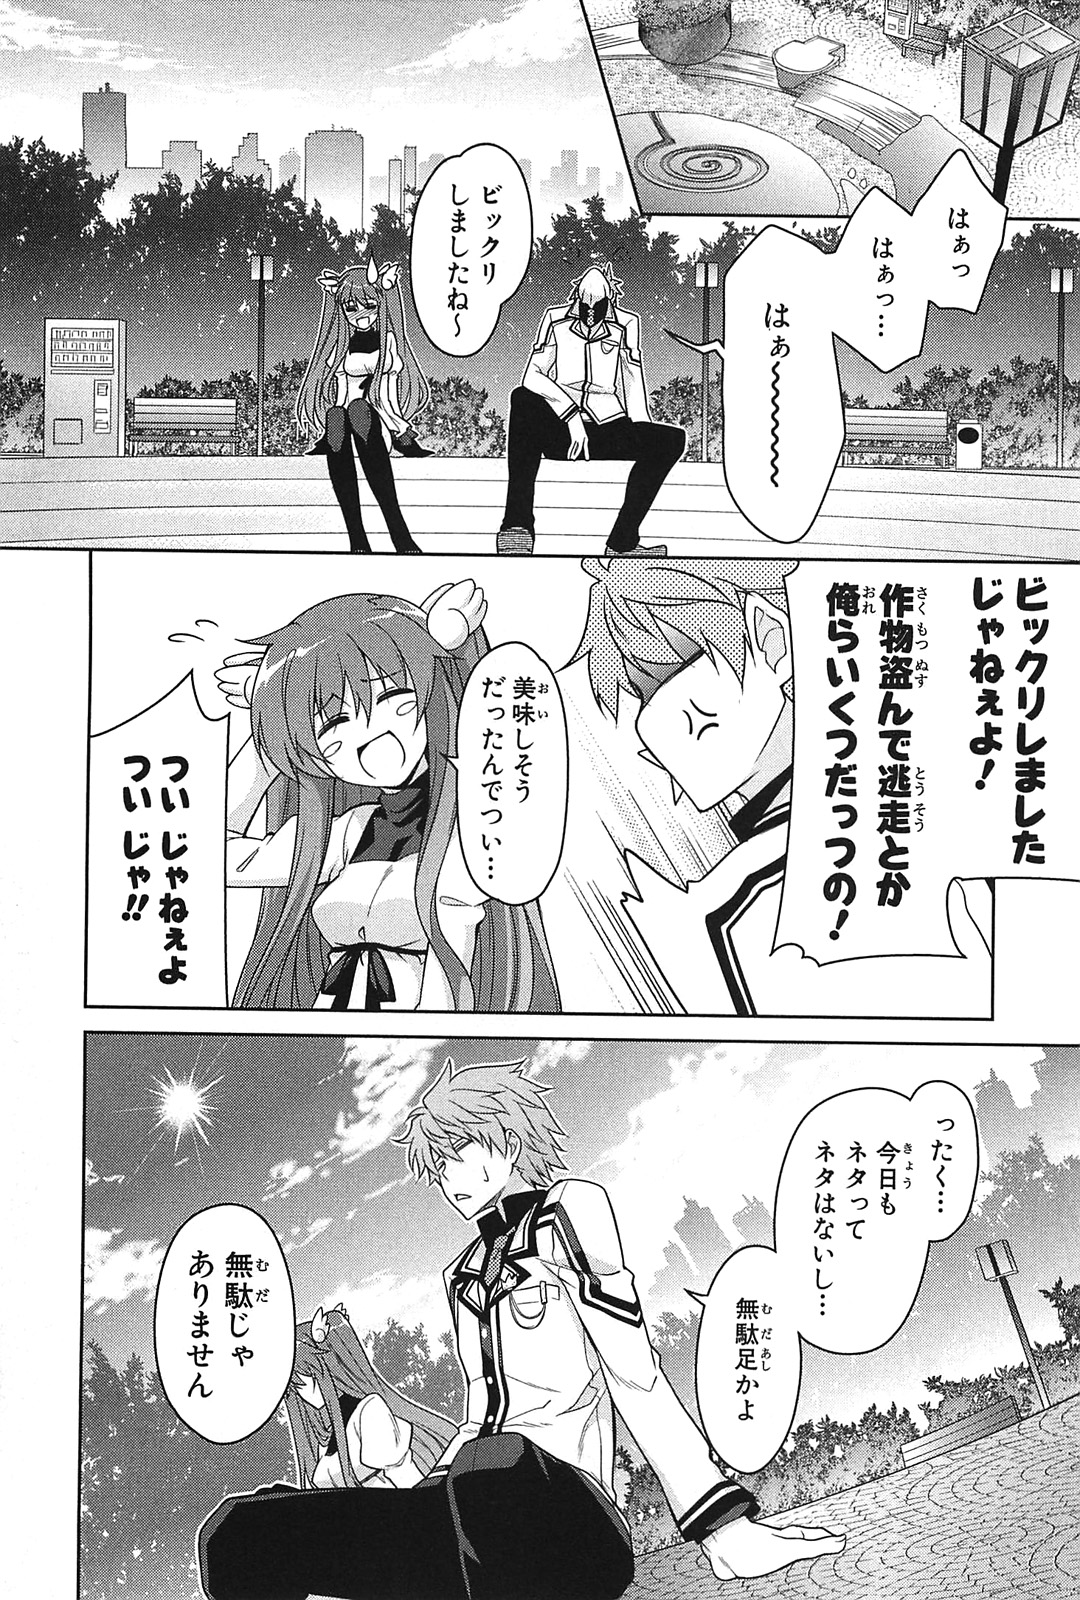 はぁっ
はぁっ…
はぁ～～～～
ビックリ
しましたね～
ビックリしました
じゃねぇよ！
作物盗んで逃走とか
俺らいくつだっつの！
美味しそう
だったんでつい…
つい じゃねぇよ
つい じゃ!!
ったく…
今日も
ネタって
ネタはないし…
無駄足かよ
無駄じゃ
ありません